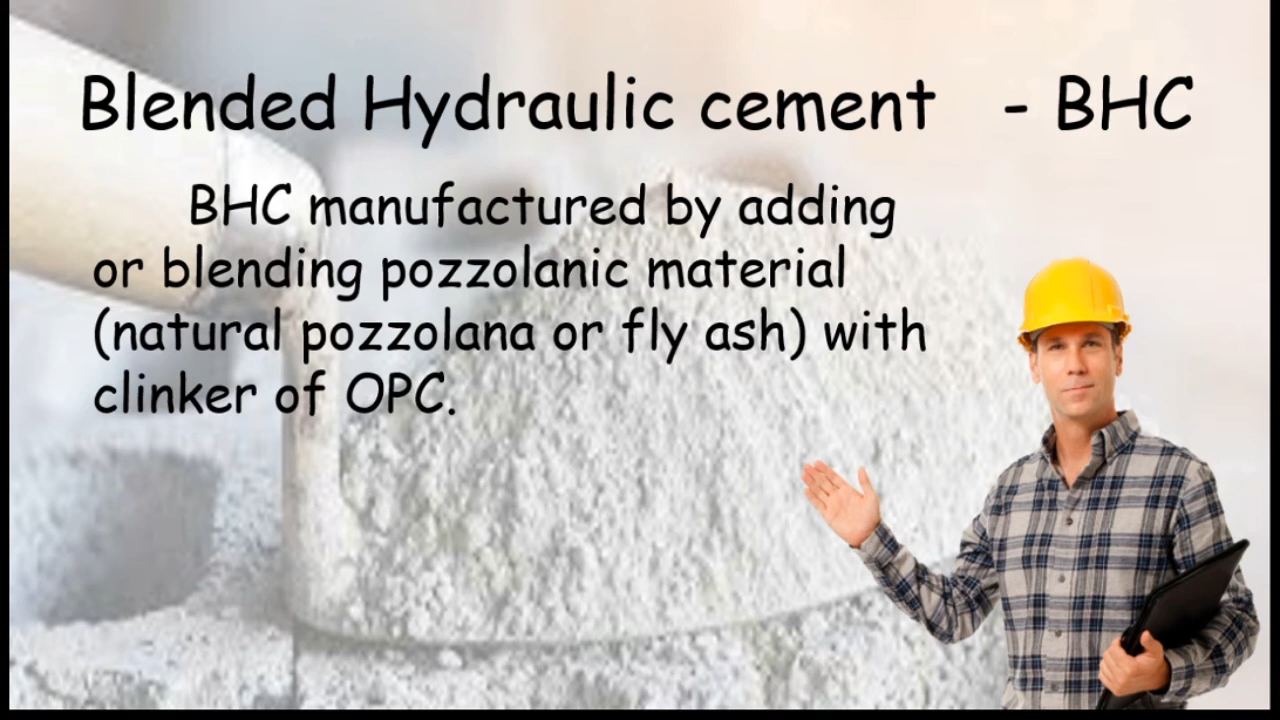 Blended Hydraulic cement - BHC
BHC manufactured by adding
or blending pozzolanic material
(natural pozzolana or fly ash) with
clinker of OPC.